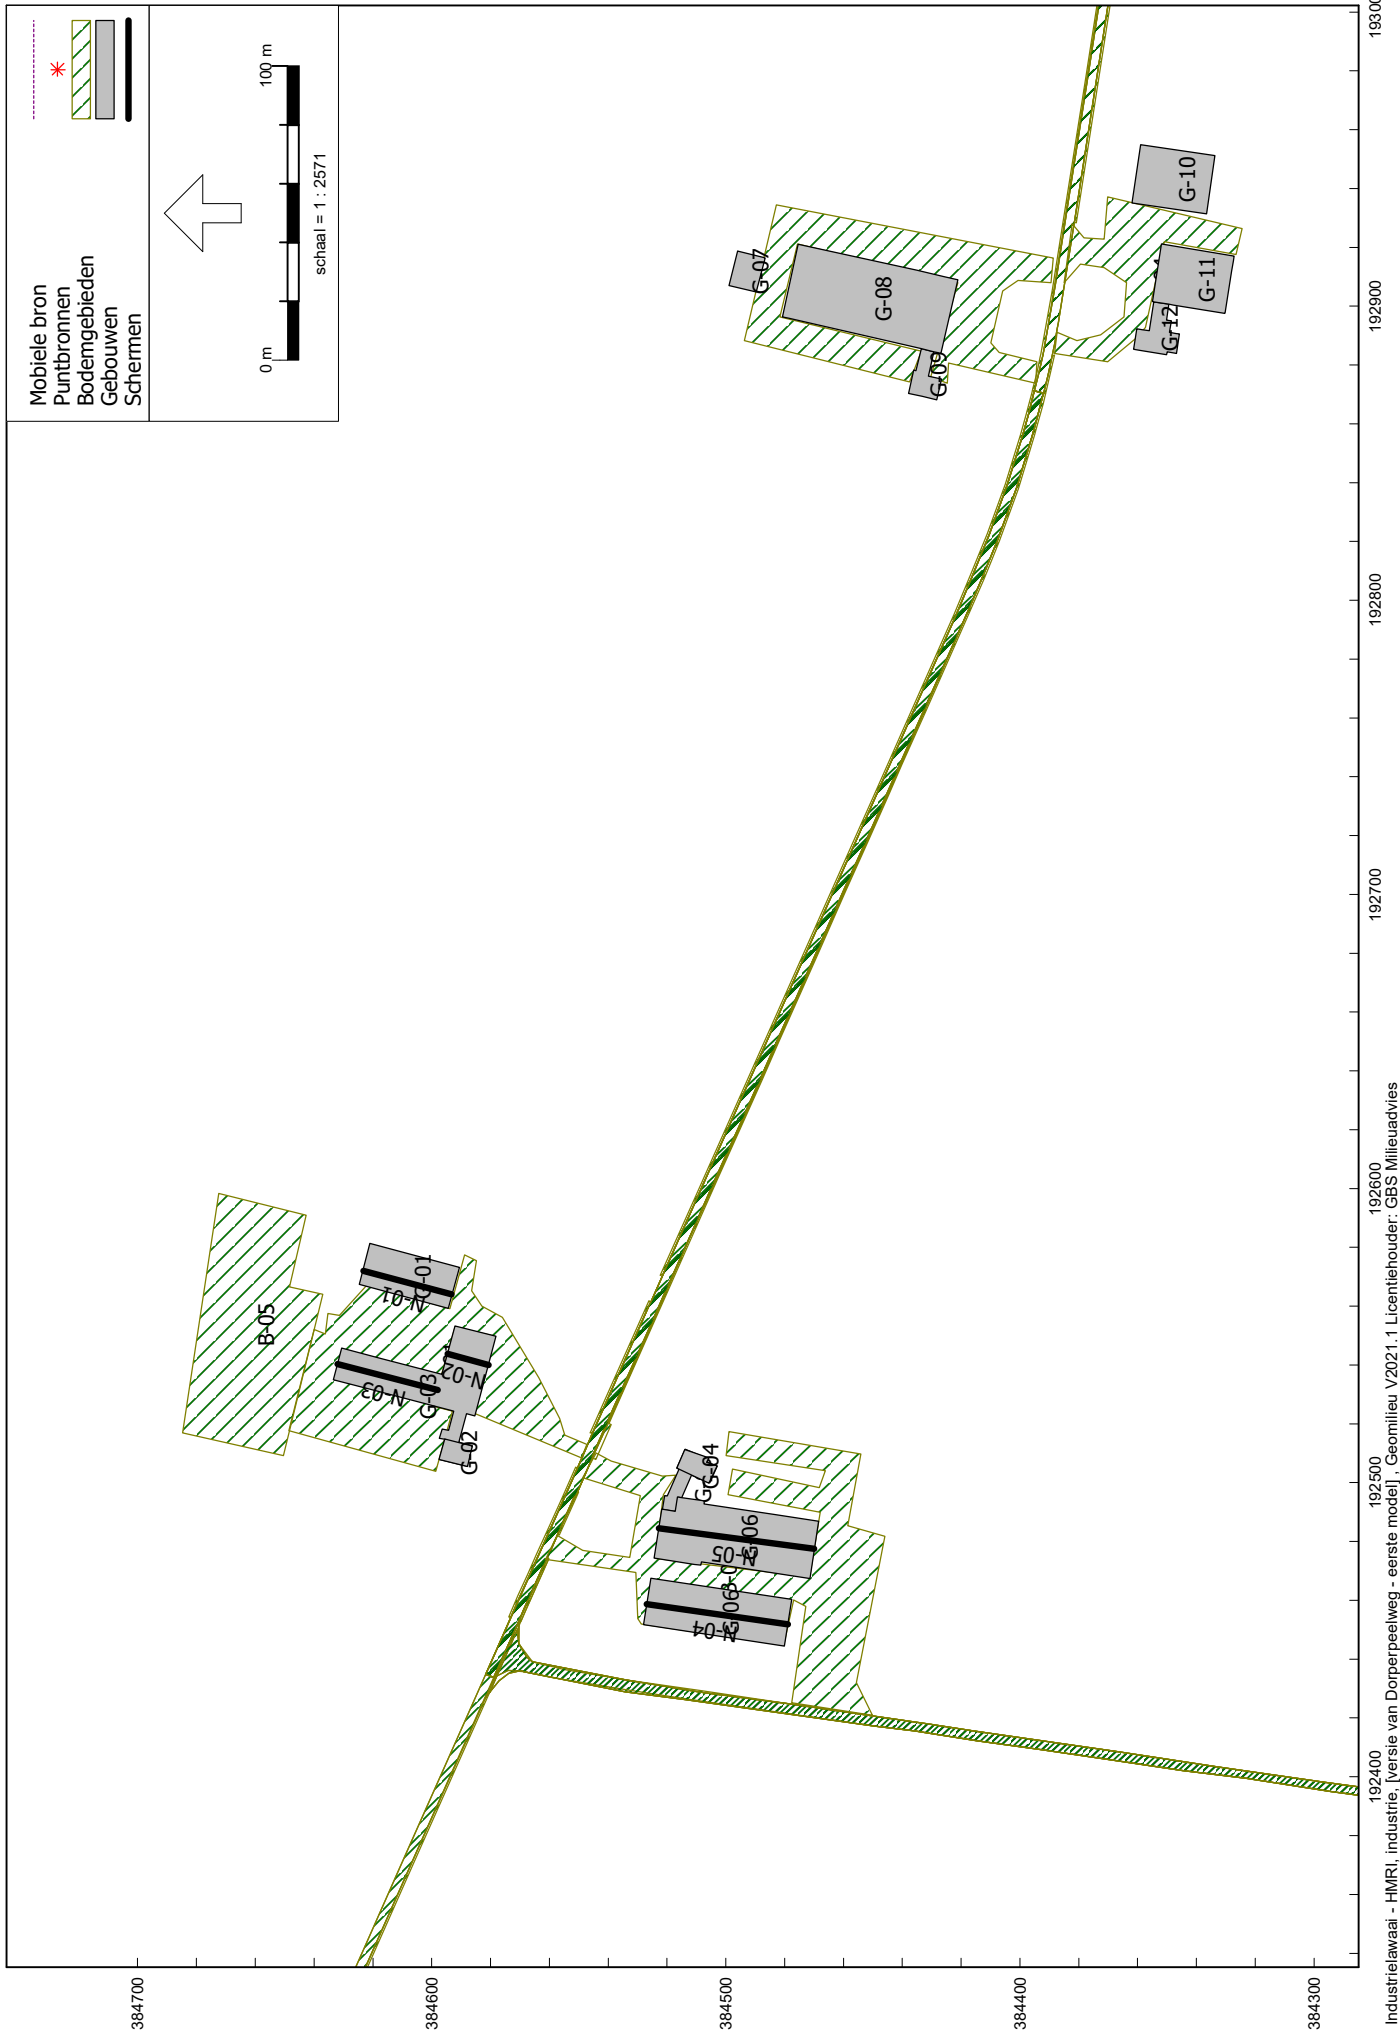 Mobiele bron
Puntbronnen
Bodemgebieden
Gebouwen
Schermen
0 m
100 m
schaal = 1 : 2571
B-05
G-01
N-01
N-02
N-03
G-03
G-02
G-04
N-05
G-06
N-04
G-07
G-08
G-09
G-10
G-11
G-12
384700
384600
384500
384400
384300
192400
192500
192600
192700
192800
192900
Industrielawaai - HMRI, industrie, [versie van Dorperpeelweg - eerste model] , Geomilieu V2021.1 Licentiehouder: GBS Milieuadvies